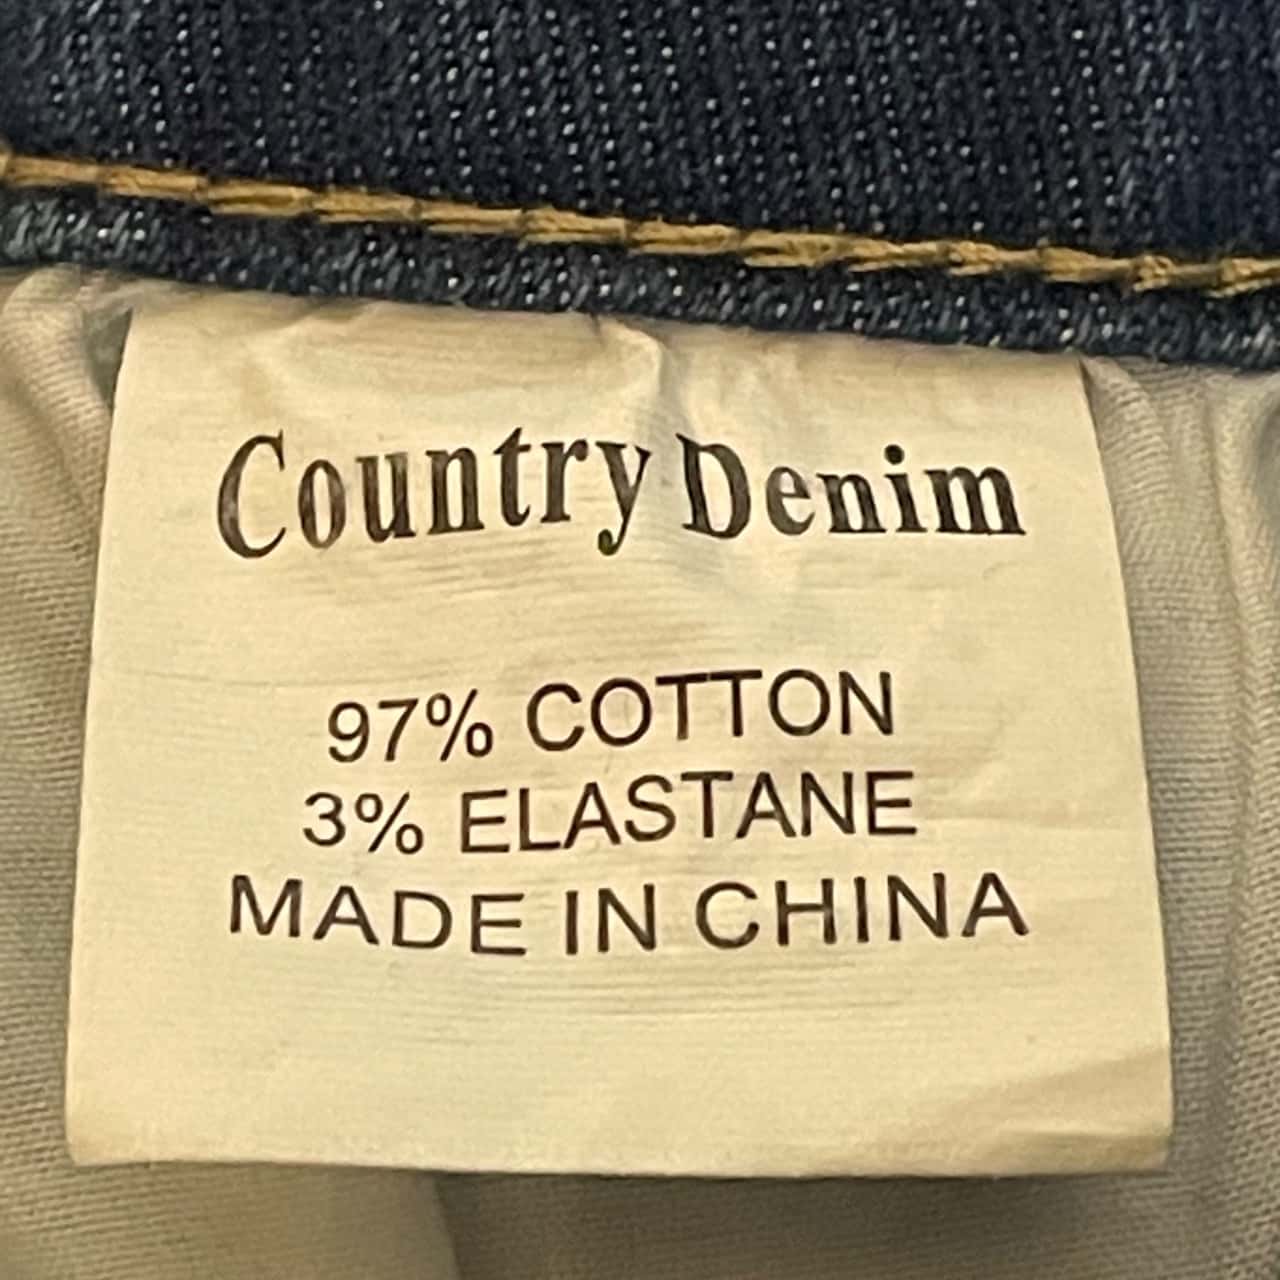 Country Denim
97% COTTON
3% ELASTANE
MADE IN CHINA